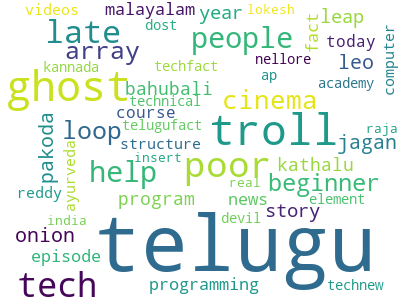 videos malayalam year lokesh
dost fact leap
late people today computer
array leo
kannada techfact nellore
ghost bahubali ap academy
technical cinema
course
loop telugufact troll raja
pakoda structure jagan
ayurveda insert poor kathalu
help real beginner
reddy program news element
india devil story
onion telugu
episode
tech programming technew